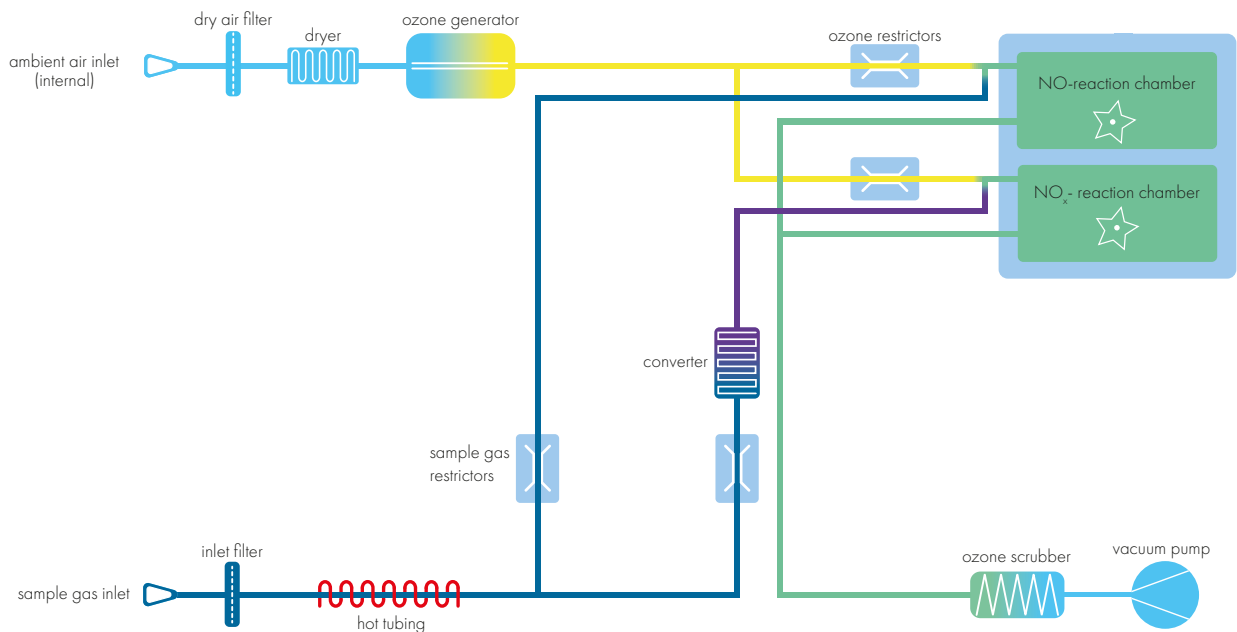 dry air filter
dryer
ozone generator
ozone restrictors
ambient air inlet
(internal)
NO-reaction chamber
NOx- reaction chamber
converter
sample gas
restrictors
inlet filter
ozone scrubber
vacuum pump
sample gas inlet
hot tubing